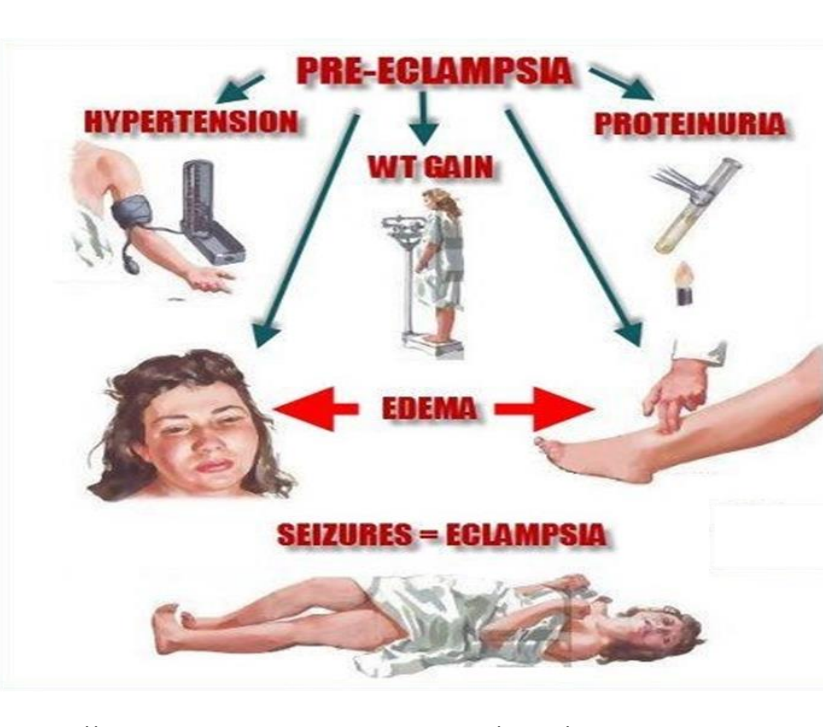 PRE-ECLAMPSIA
HYPERTENSION
PROTEINURIA
WT GAIN
EDEMA
SEIZURES = ECLAMPSIA